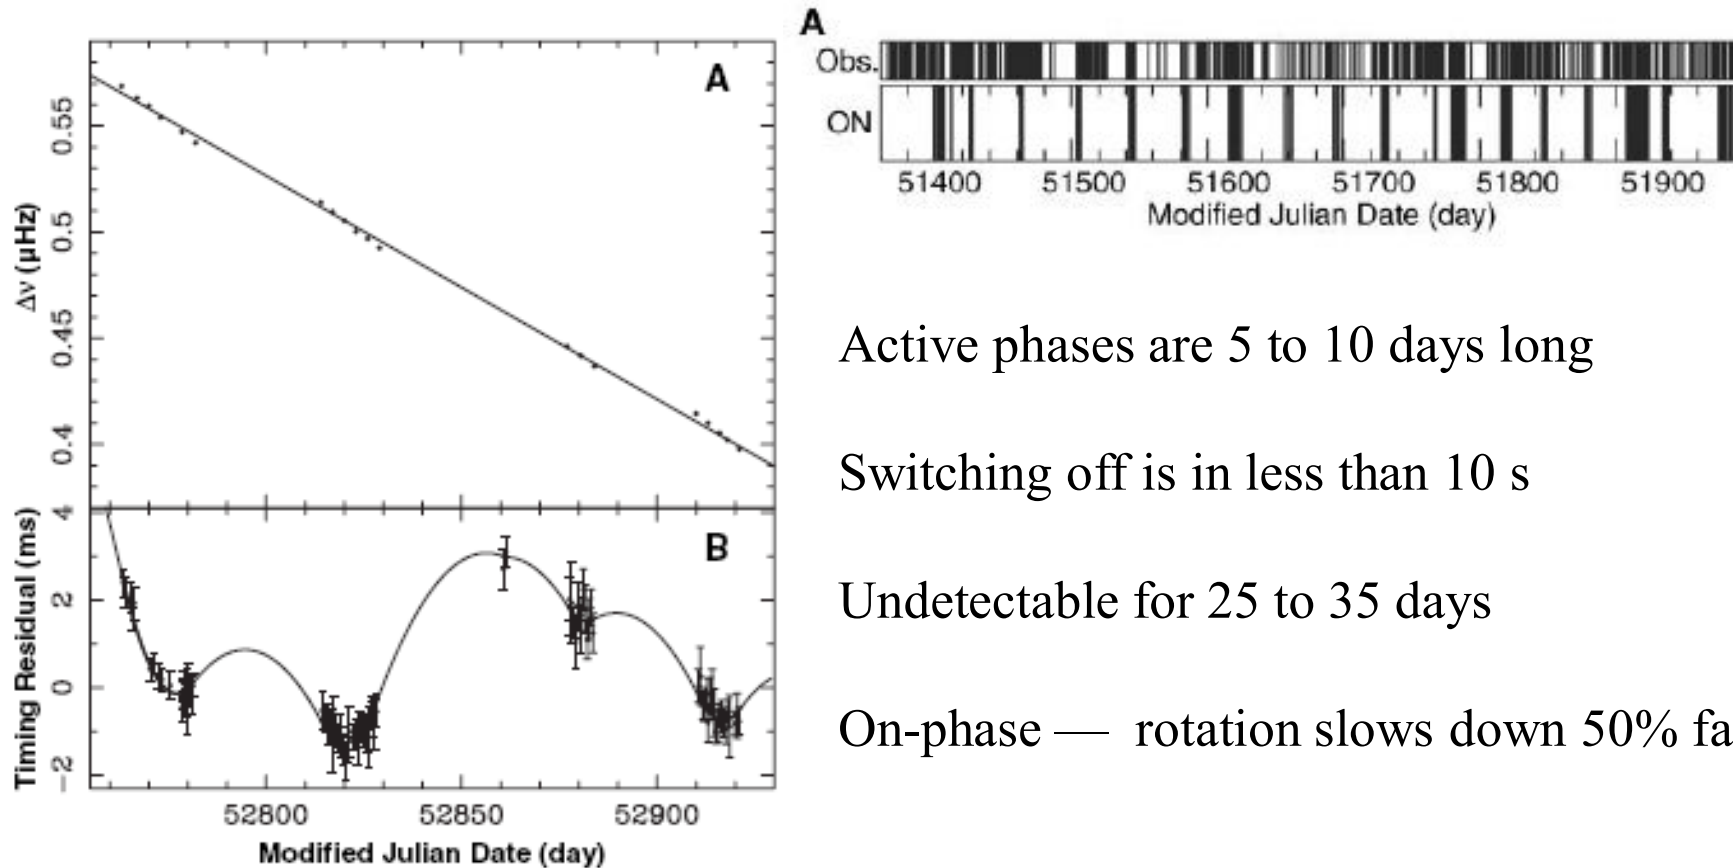 A
0.55
0.5
0.45
0.4
Δν (μHz)
B
4
2
0
−2
Timing Residual (ms)
52800 52850 52900
Modified Julian Date (day)
A
Obs.
ON
51400 51500 51600 51700 51800 51900
Modified Julian Date (day)
Active phases are 5 to 10 days long
Switching off is in less than 10 s
Undetectable for 25 to 35 days
On-phase — rotation slows down 50% fa